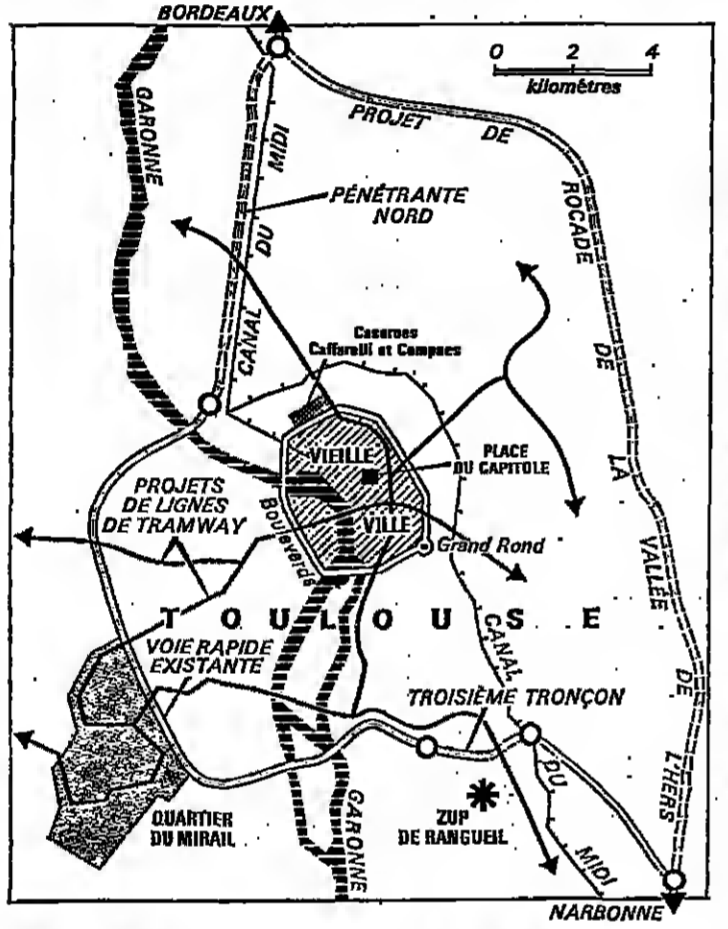 BORDEAUX
0 2 4
kilomètres
GARONNE
PROJET DE ROCADE DE LA VALLÉE DE L'HERS
CANAL DU MIDI
PÉNÉTRANTE
NORD
Casernes
Caffarelli et Compans
VIEILLE
VILLE
PLACE
DU CAPITOLE
PROJETS
DE LIGNES
DE TRAMWAY
Boulevards
Grand Rond
TOULOUSE
VOIE RAPIDE
EXISTANTE
CANAL DU MIDI
TROISIÈME TRONÇON
QUARTIER
DU MIRAIL
GARONNE
ZUP
DE RANGUEIL
NARBONNE